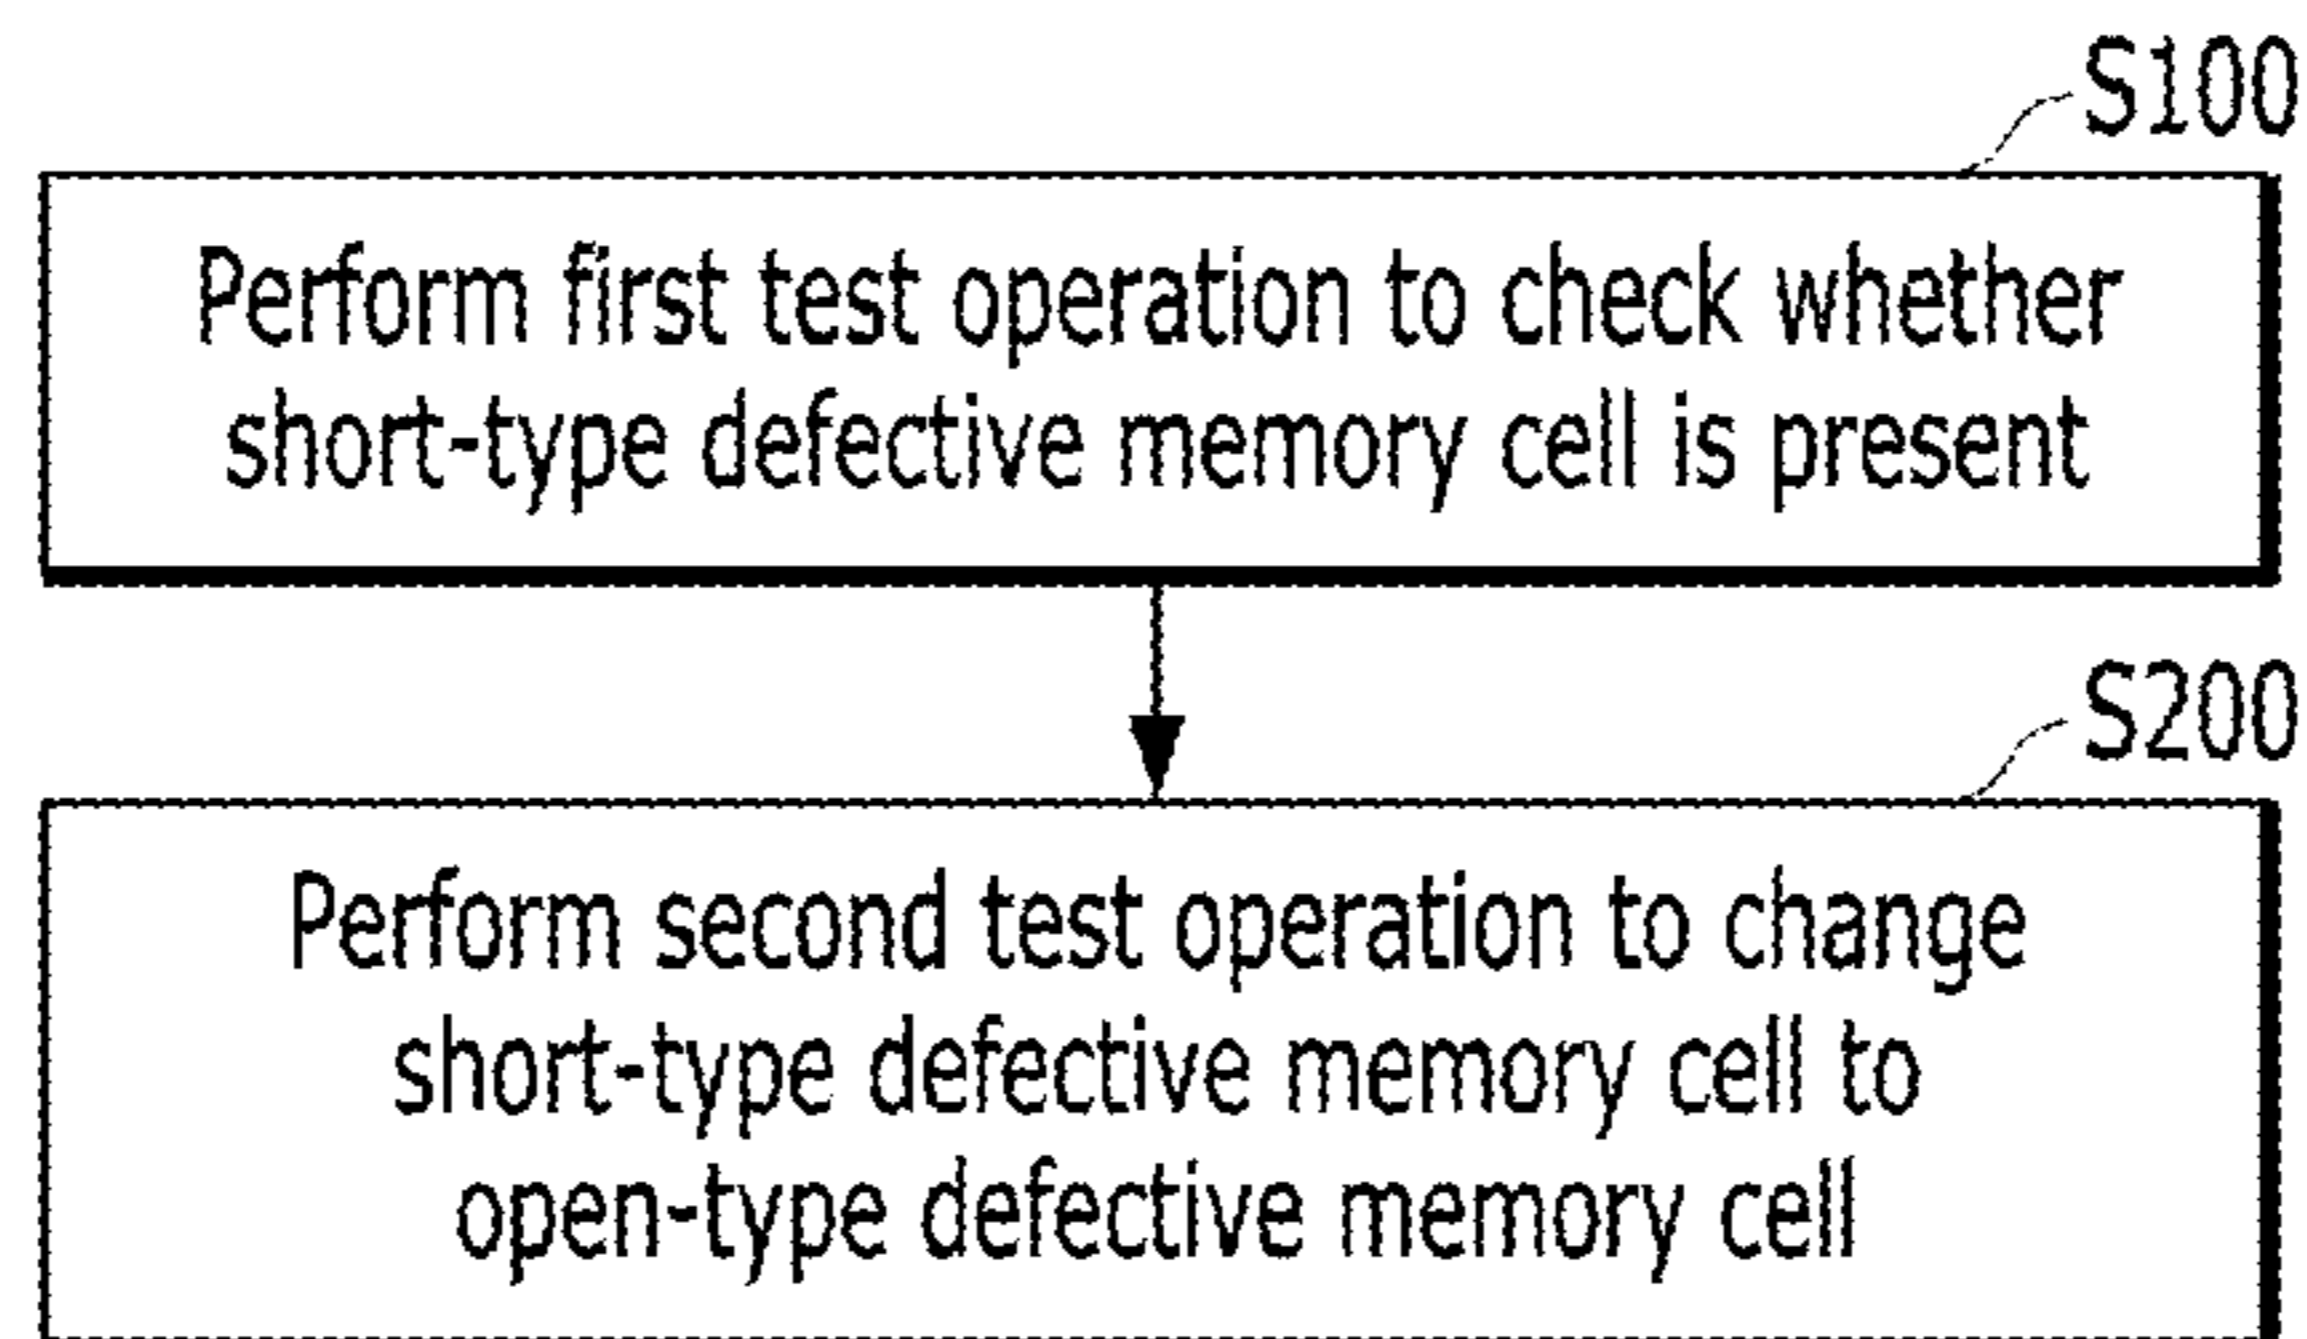 S100
Perform first test operation to check whether
short-type defective memory cell is present
S200
Perform second test operation to change
short-type defective memory cell to
open-type defective memory cell